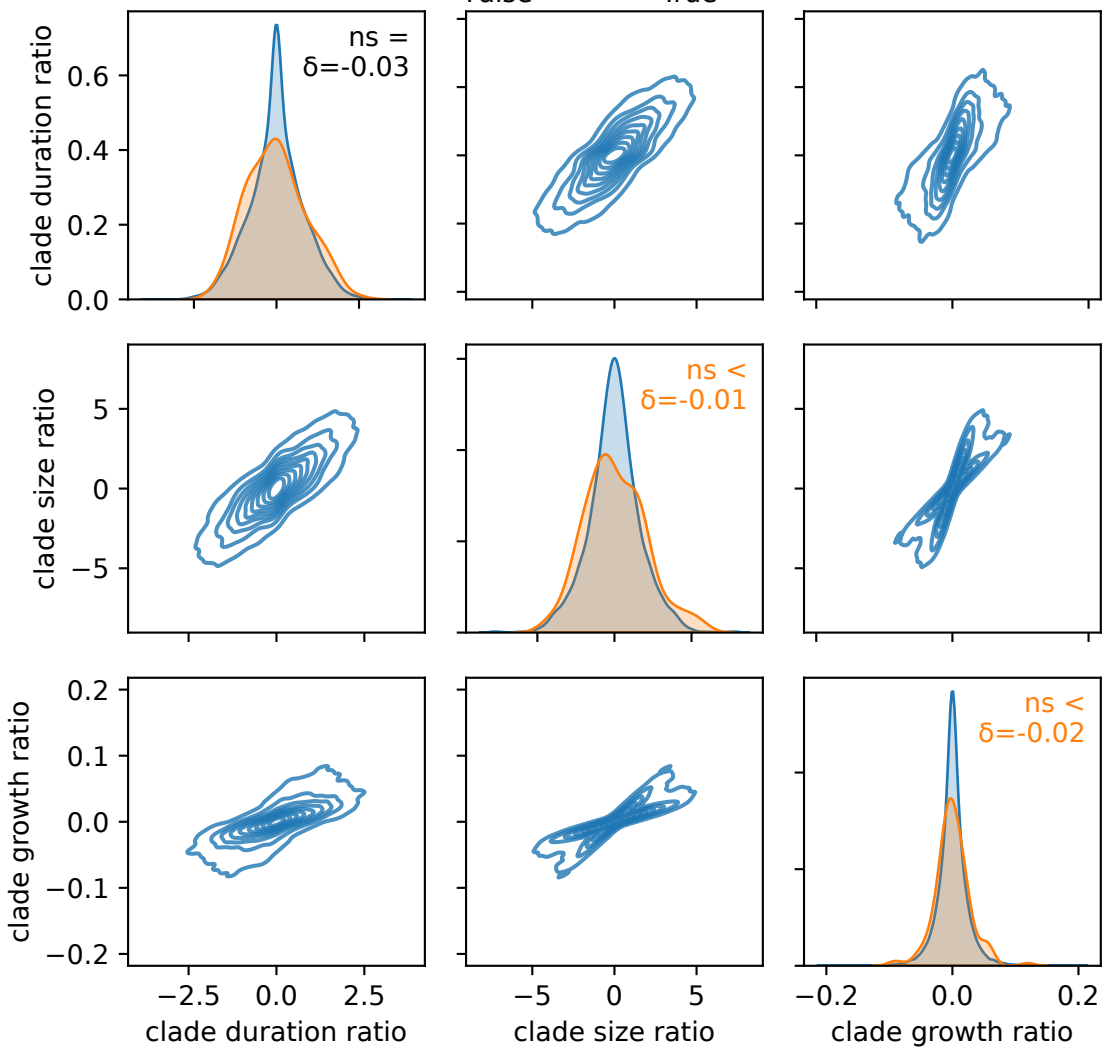 clade duration ratio
0.6
0.4
0.2
0.0
ns =
δ=-0.03
clade size ratio
5
0
−5
ns <
δ=-0.01
clade growth ratio
0.2
0.1
0.0
−0.1
−0.2
ns <
δ=-0.02
−2.5 0.0 2.5
−5 0 5
−0.2 0.0 0.2
clade duration ratio
clade size ratio
clade growth ratio